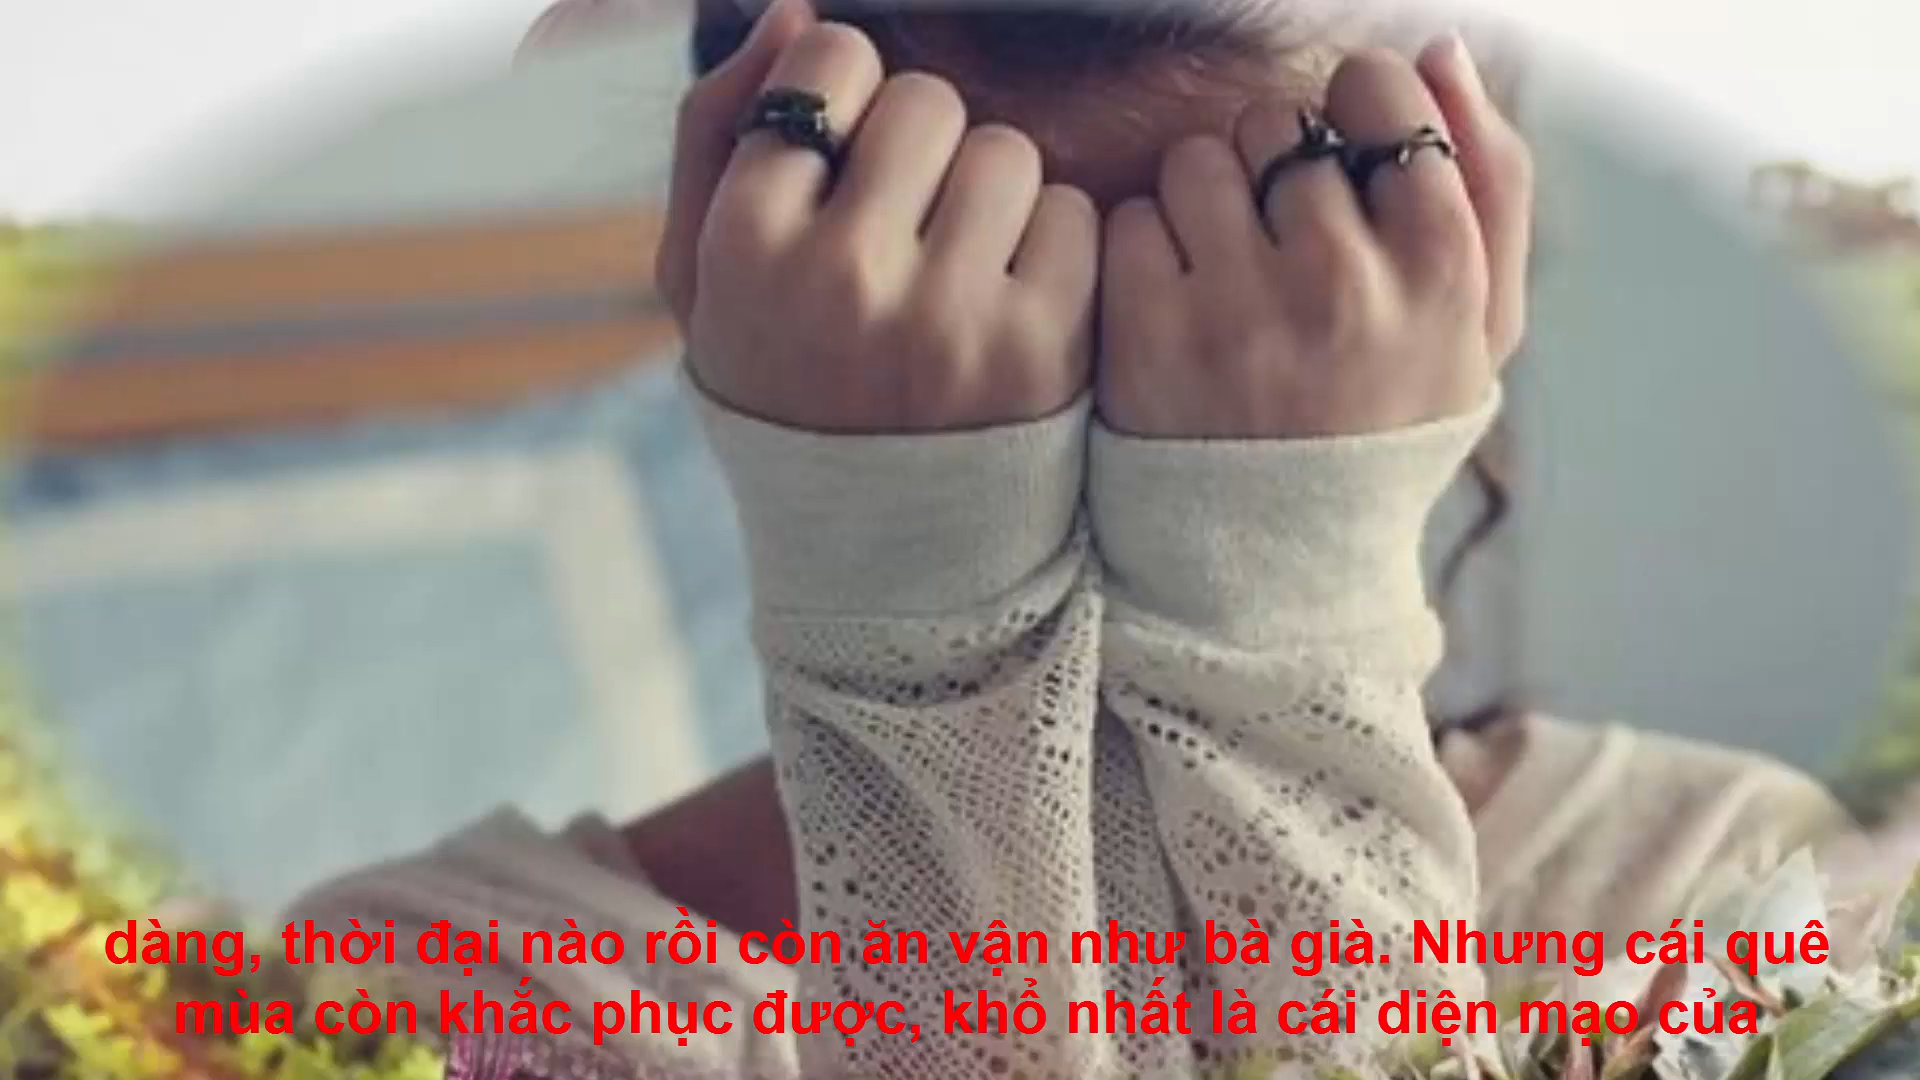 dàng, thời đại nào rồi còn ăn vận như bà già. Nhưng cái quê
mùa còn khắc phục được, khổ nhất là cái diện mạo của